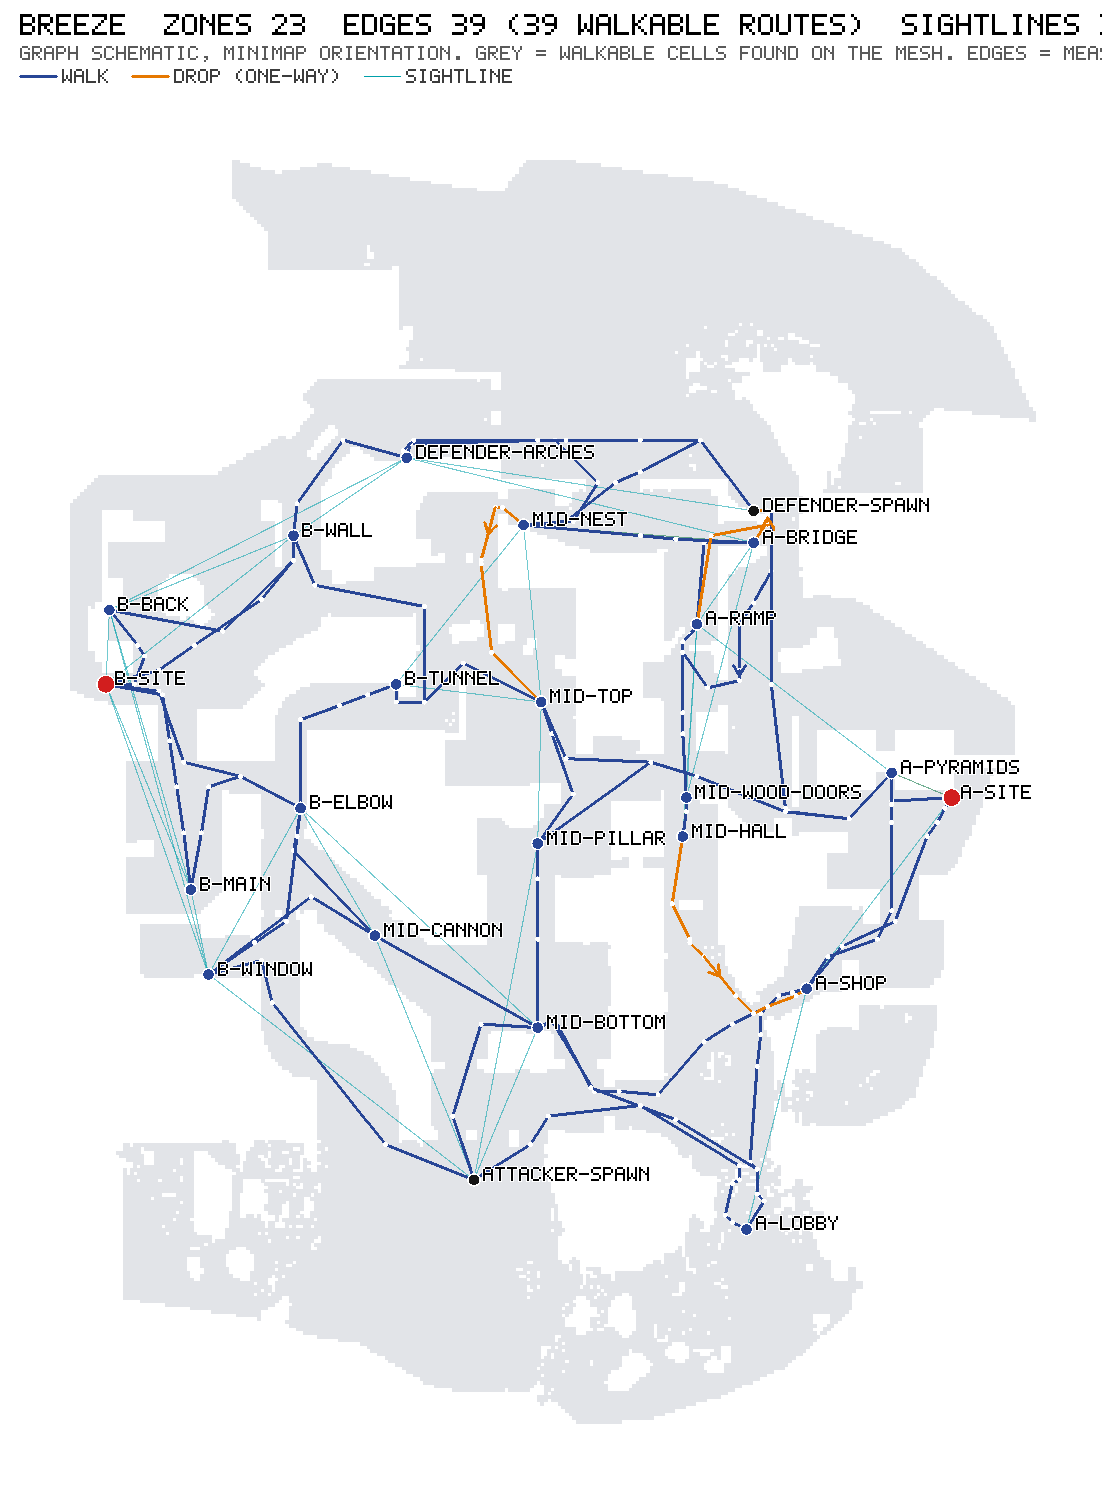 BREEZE ZONES 23 EDGES 39 (39 WALKABLE ROUTES) SIGHTLINES
GRAPH SCHEMATIC, MINIMAP ORIENTATION. GREY = WALKABLE CELLS FOUND ON THE MESH. EDGES = MEA
WALK DROP (ONE-WAY) SIGHTLINE
DEFENDER-ARCHES
DEFENDER-SPAWN
MID-NEST
B-WALL
A-BRIDGE
B-BACK
A-RAMP
B-SITE
B-TUNNEL
MID-TOP
A-PYRAMIDS
MID-WOOD-DOORS
A-SITE
B-ELBOW
MID-PILLAR
MID-HALL
B-MAIN
MID-CANNON
B-WINDOW
A-SHOP
MID-BOTTOM
ATTACKER-SPAWN
A-LOBBY